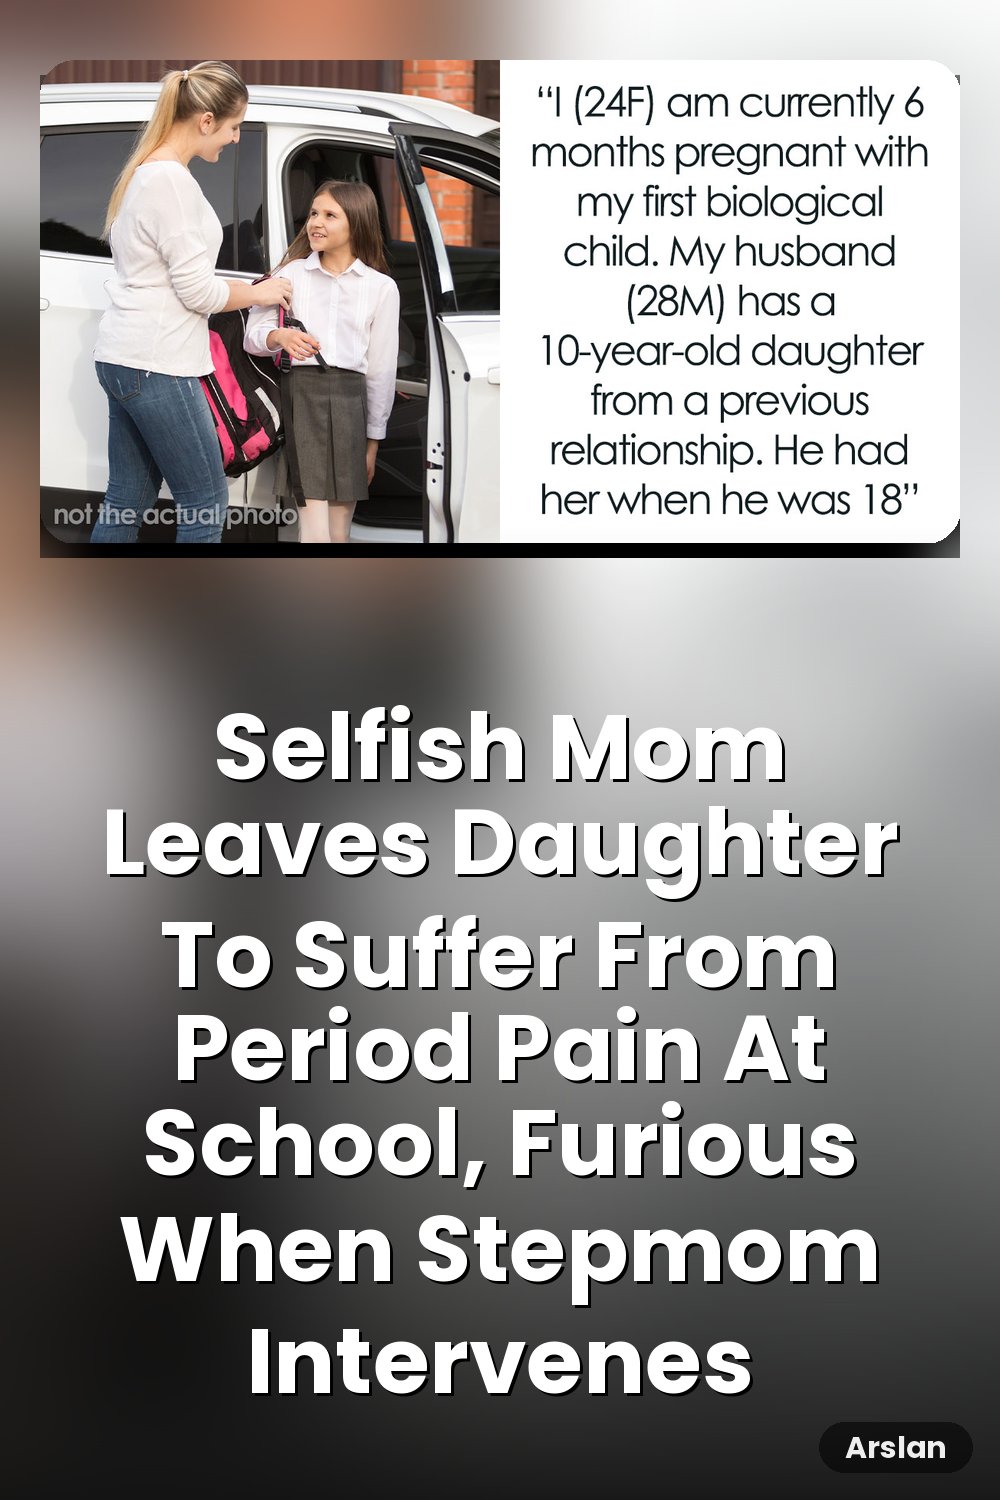 “I (24F) am currently 6
months pregnant with
my first biological
child. My husband
(28M) has a
10-year-old daughter
from a previous
relationship. He had
her when he was 18”
not the actual photo
Selfish Mom
Leaves Daughter
To Suffer From
Period Pain At
School, Furious
When Stepmom
Intervenes
Arslan